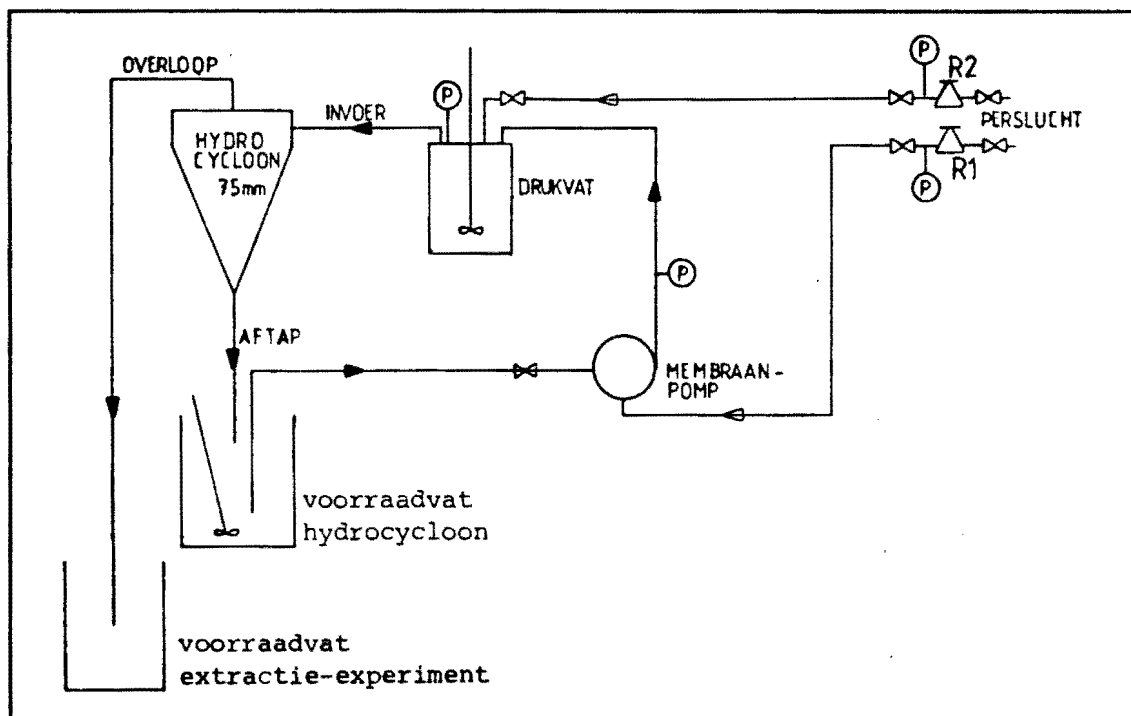 OVERLOOP
INVOER
HYDRO
CYCLOON
75mm
P
DRUKVAT
P
R2
PERSLUCHT
P
R1
P
AFTAP
MEMBRAAN-
POMP
voorraadvat
hydrocycloon
voorraadvat
extractie-experiment